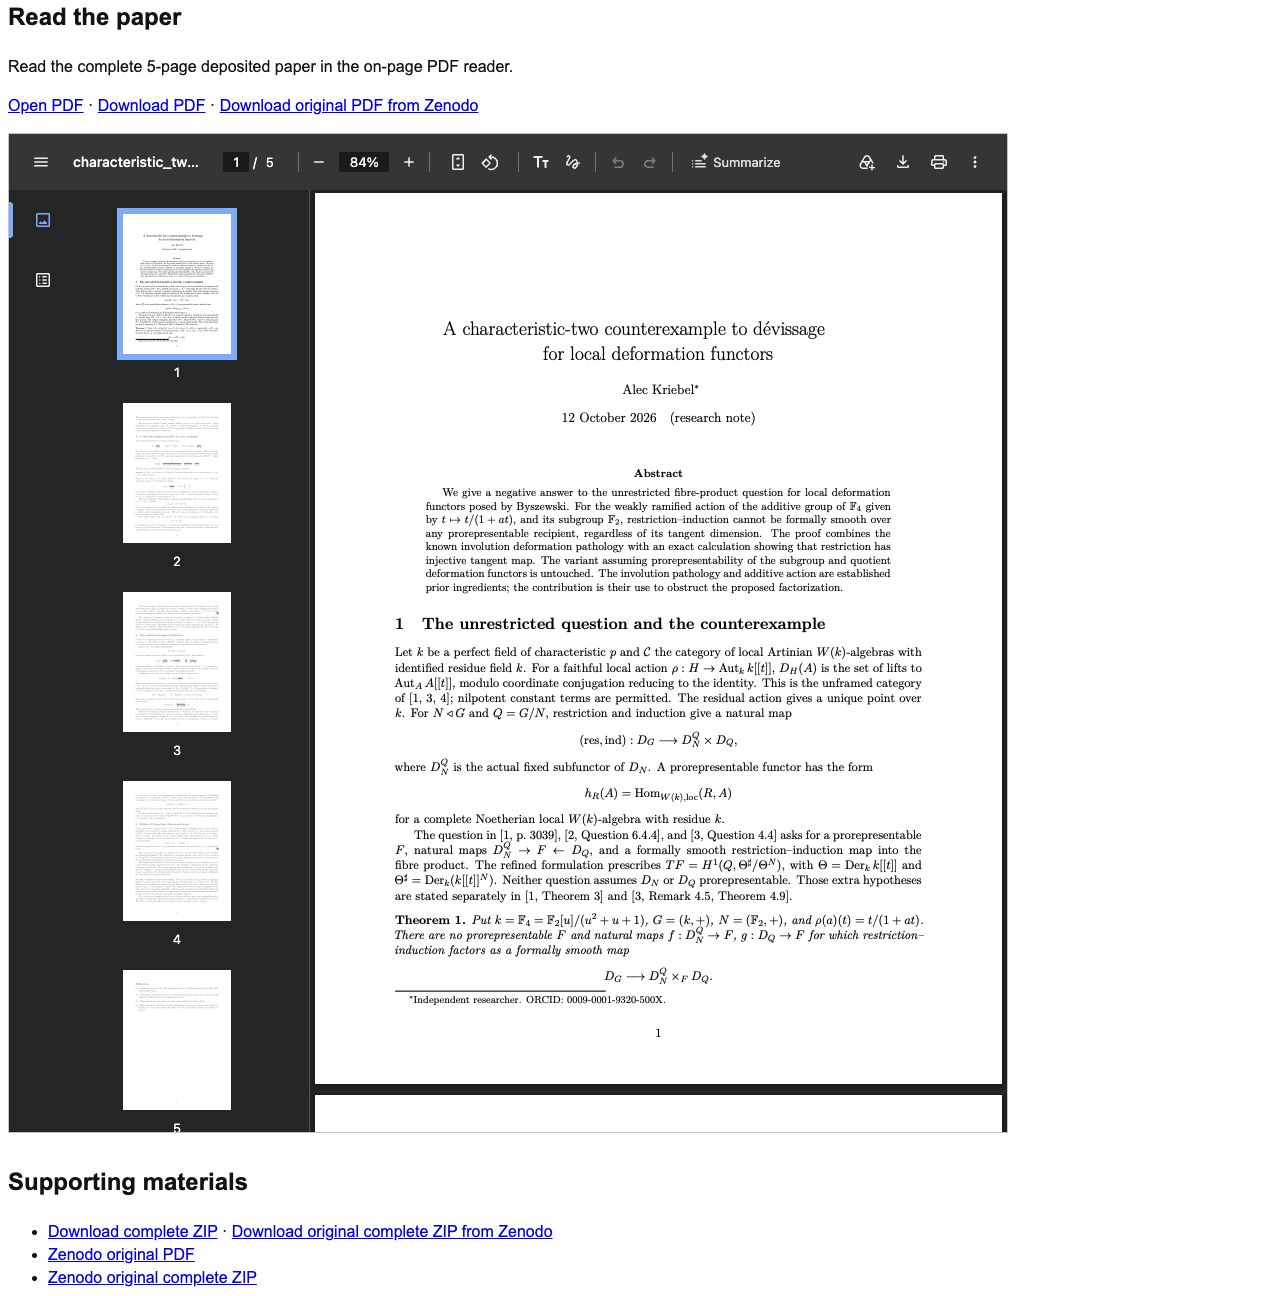 Read the paper
Read the complete 5-page deposited paper in the on-page PDF reader.
Open PDF · Download PDF · Download original PDF from Zenodo
characteristic_tw... 1 / 5 − 84% + Summarize
1
2
3
4
5
A characteristic-two counterexample to dévissage
for local deformation functors
Alec Kriebel*
12 October 2026 (research note)
Abstract
We give a negative answer to the unrestricted fibre-product question for local deformation
functors posed by Byszewski. For the weakly ramified action of the additive group of 𝔽₄ given
by t ↦ t/(1 + at), and its subgroup 𝔽₂, restriction–induction cannot be formally smooth over
any prorepresentable recipient, regardless of its tangent dimension. The proof combines the
known involution deformation pathology with an exact calculation showing that restriction has
injective tangent map. The variant assuming prorepresentability of the subgroup and quotient
deformation functors is untouched. The involution pathology and additive action are established
prior ingredients; the contribution is their use to obstruct the proposed factorization.
1 The unrestricted question and the counterexample
Let k be a perfect field of characteristic p and 𝒞 the category of local Artinian W(k)-algebras with
identified residue field k. For a faithful local action ρ : H → Autₖ k[[t]], D_H(A) is the set of lifts to
Aut_A A[[t]], modulo coordinate conjugation reducing to the identity. This is the unframed category
of [1, 3, 4]; nilpotent constant terms are permitted. The residual action gives a unique point over
k. For N ◁ G and Q = G/N, restriction and induction give a natural map
(res, ind) : D_G ⟶ D_N^Q × D_Q,
where D_N^Q is the actual fixed subfunctor of D_N. A prorepresentable functor has the form
h_R(A) = Hom_{W(k),loc}(R, A)
for a complete Noetherian local W(k)-algebra with residue k.
The question in [1, p. 3039], [2, Question 6.4.4], and [3, Question 4.4] asks for a prorepresentable
F, natural maps D_N^Q → F ← D_Q, and a formally smooth restriction–induction map into the
fibre product. The refined formulation prescribes TF = H¹(Q, Θ♯/Θ^N), with Θ = Derₖ k[[t]] and
Θ♯ = Derₖ(k[[t]]^N). Neither question assumes D_N or D_Q prorepresentable. Those extra hypotheses
are stated separately in [1, Theorem 3] and [3, Remark 4.5, Theorem 4.9].
Theorem 1. Put k = 𝔽₄ = 𝔽₂[u]/(u² + u + 1), G = (k, +), N = (𝔽₂, +), and ρ(a)(t) = t/(1 + at).
There are no prorepresentable F and natural maps f : D_N^Q → F, g : D_Q → F for which restriction–
induction factors as a formally smooth map
D_G ⟶ D_N^Q ×_F D_Q.
*Independent researcher. ORCID: 0009-0001-9320-500X.
1
Supporting materials
• Download complete ZIP · Download original complete ZIP from Zenodo
• Zenodo original PDF
• Zenodo original complete ZIP